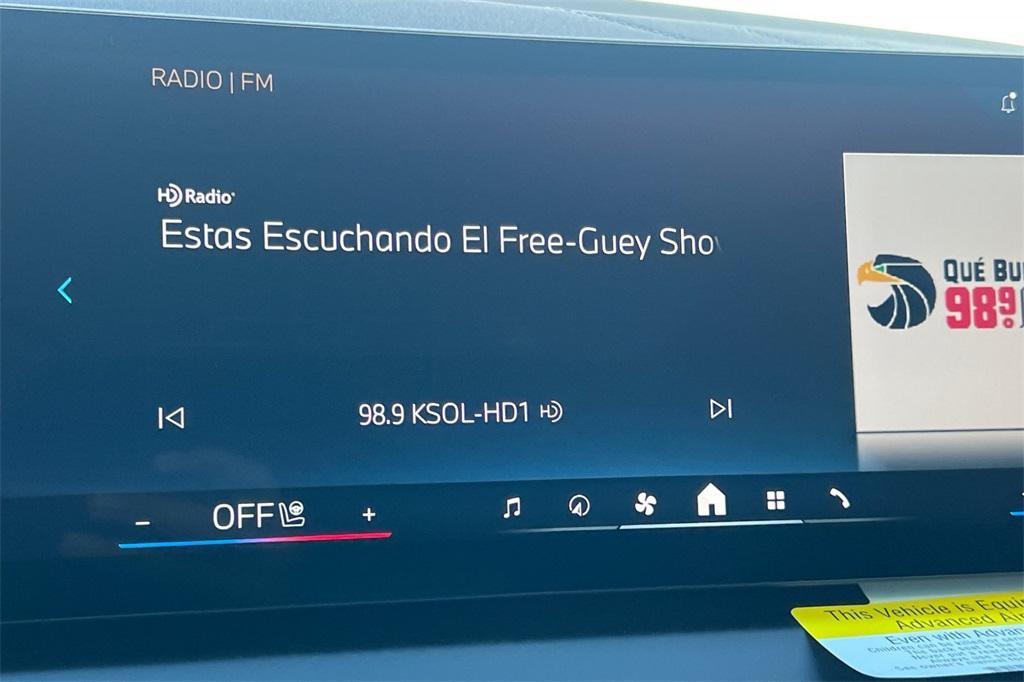 RADIO | FM
HD Radio
Estas Escuchando El Free-Guey Sho
QUÉ BU
98.9
98.9 KSOL-HD1 HD
- OFF +
This Vehicle is Equi
Advanced Air
Even with Advan